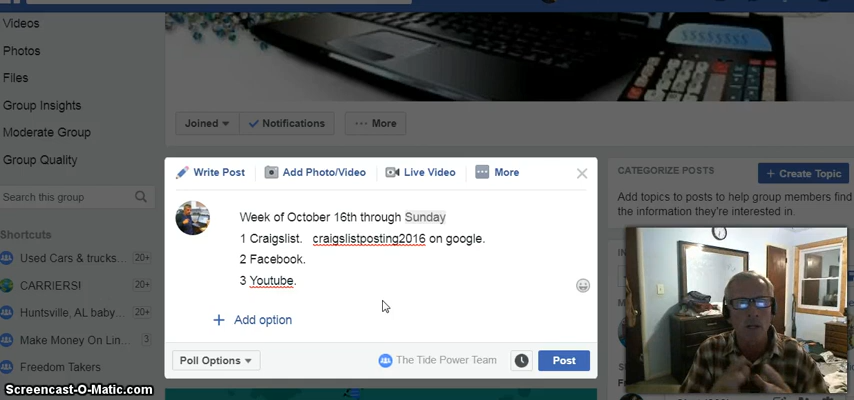 Videos
Photos
Files
Group Insights
Moderate Group
Group Quality
Search this group
Shortcuts
Used Cars & trucks... 20+
CARRIERS! 20+
Huntsville, AL baby... 20+
Make Money On Lin... 3
Freedom Takers
Joined
Notifications
More
Write Post
Add Photo/Video
Live Video
More
Week of October 16th through Sunday
1 Craigslist. craigslistposting2016 on google.
2 Facebook.
3 Youtube.
+ Add option
Poll Options
The Tide Power Team
Post
CATEGORIZE POSTS
+ Create Topic
Add topics to posts to help group members find
the information they're interested in.
Screencast-O-Matic.com